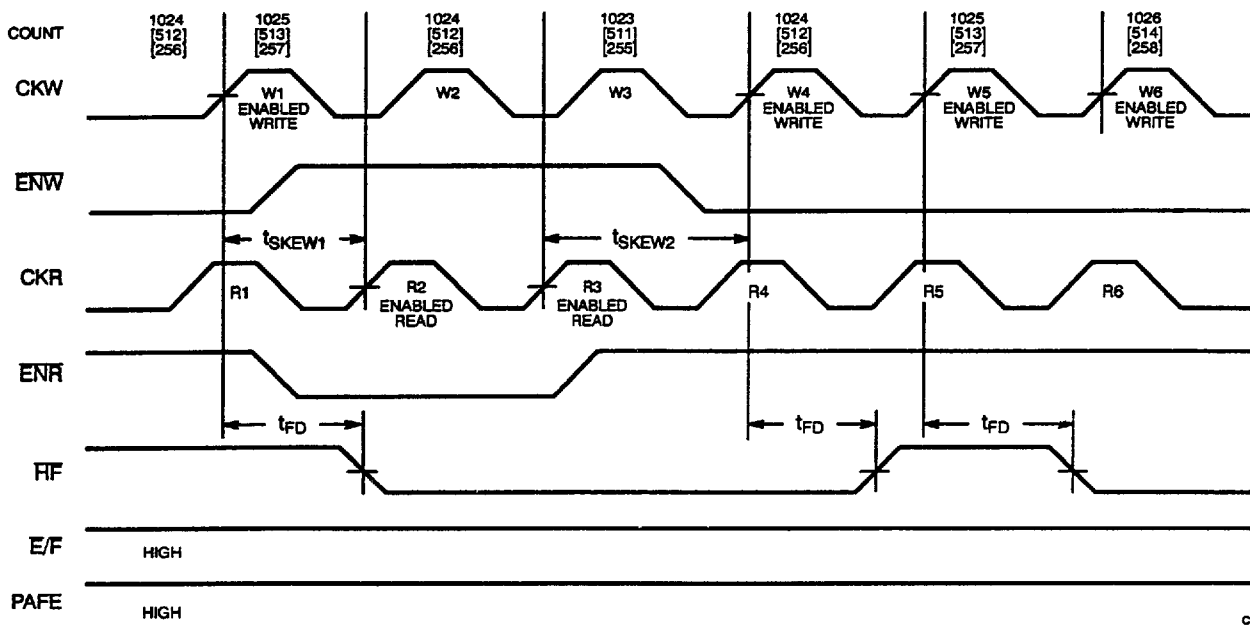 COUNT
1024 1025 1024 1023 1024 1025 1026
[512] [513] [512] [511] [512] [513] [514]
[256] [257] [256] [255] [256] [257] [258]
CKW
W1 W2 W3 W4 W5 W6
ENABLED ENABLED ENABLED ENABLED
WRITE WRITE WRITE WRITE
ENW
tSKEW1 tSKEW2
CKR
R1 R2 R3 R4 R5 R6
ENABLED ENABLED
READ READ
ENR
tFD tFD tFD
HF
E/F
HIGH
PAFE
HIGH
c